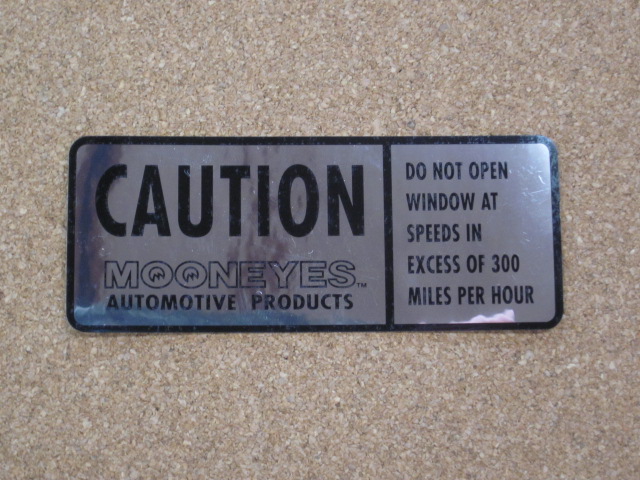 CAUTION
MOONEYES™
AUTOMOTIVE PRODUCTS
DO NOT OPEN
WINDOW AT
SPEEDS IN
EXCESS OF 300
MILES PER HOUR